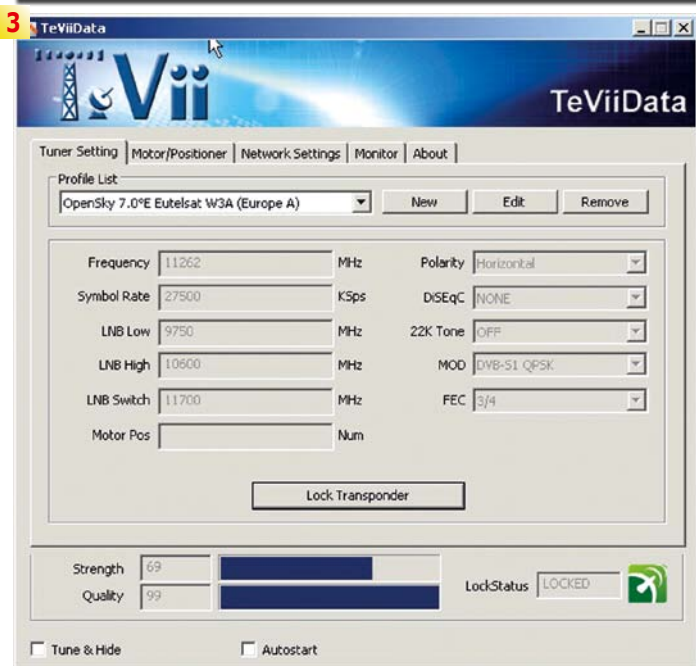 3
TeViiData
TeVii
TeViiData
Tuner Setting Motor/Positioner Network Settings Monitor About
Profile List
OpenSky 7.0°E Eutelsat W3A (Europe A) New Edit Remove
Frequency 11262 MHz Polarity Horizontal
Symbol Rate 27500 KSps DiSEqC NONE
LNB Low 9750 MHz 22K Tone OFF
LNB High 10600 MHz MOD DVB-S1 QPSK
LNB Switch 11700 MHz FEC 3/4
Motor Pos Num
Lock Transponder
Strength 69
LockStatus LOCKED
Quality 99
Tune & Hide Autostart